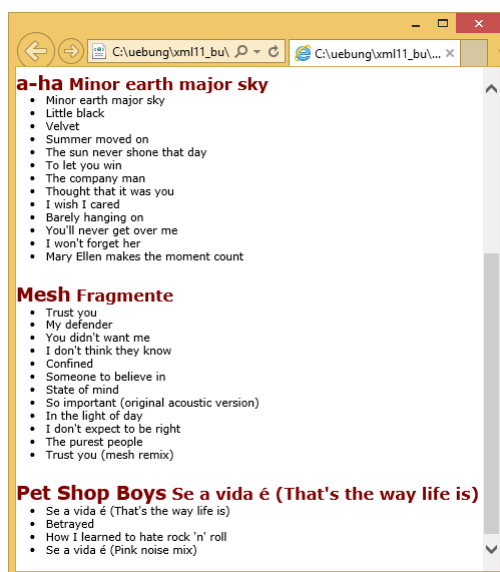 C:\uebung\xml11_bu\
C:\uebung\xml11_bu\...
a-ha Minor earth major sky
• Minor earth major sky
• Little black
• Velvet
• Summer moved on
• The sun never shone that day
• To let you win
• The company man
• Thought that it was you
• I wish I cared
• Barely hanging on
• You'll never get over me
• I won't forget her
• Mary Ellen makes the moment count
Mesh Fragmente
• Trust you
• My defender
• You didn't want me
• I don't think they know
• Confined
• Someone to believe in
• State of mind
• So important (original acoustic version)
• In the light of day
• I don't expect to be right
• The purest people
• Trust you (mesh remix)
Pet Shop Boys Se a vida é (That's the way life is)
• Se a vida é (That's the way life is)
• Betrayed
• How I learned to hate rock 'n' roll
• Se a vida é (Pink noise mix)